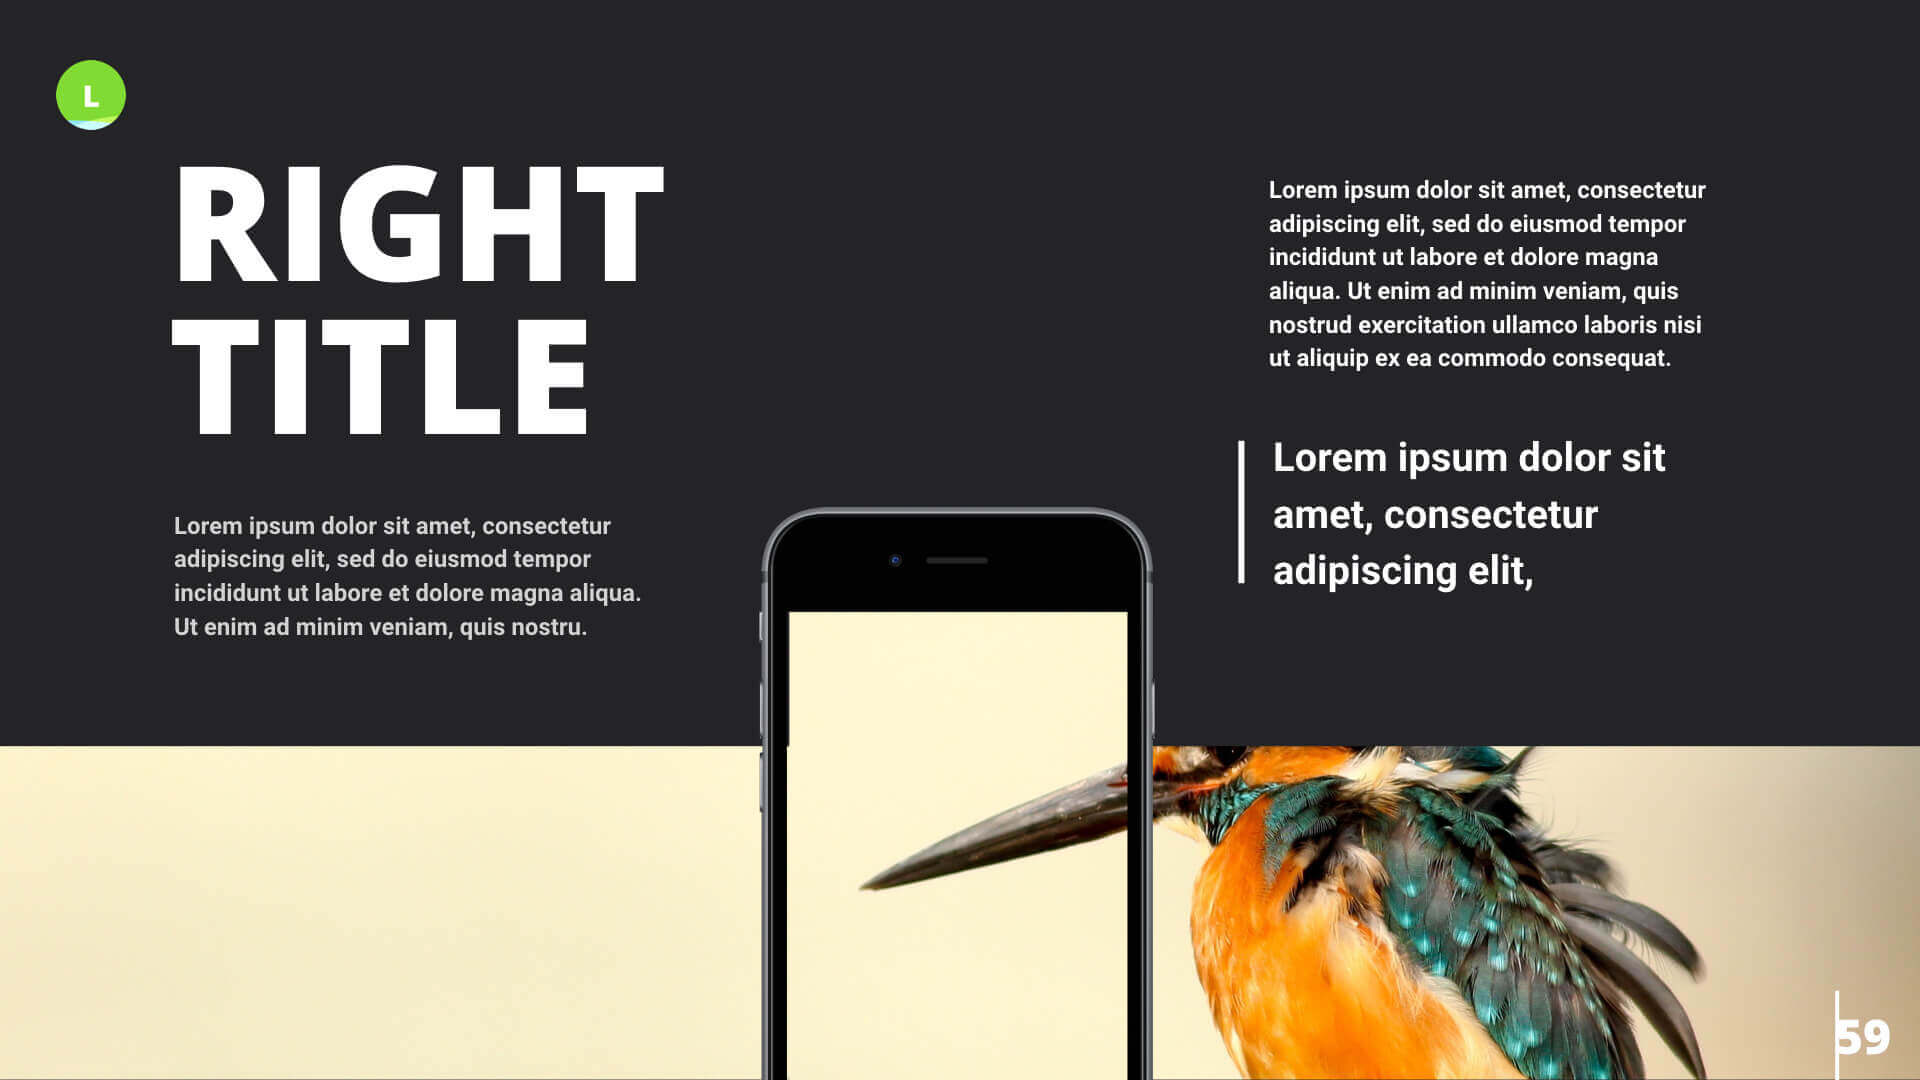 L
RIGHT
TITLE
Lorem ipsum dolor sit amet, consectetur
adipiscing elit, sed do eiusmod tempor
incididunt ut labore et dolore magna aliqua.
Ut enim ad minim veniam, quis nostru.
Lorem ipsum dolor sit amet, consectetur
adipiscing elit, sed do eiusmod tempor
incididunt ut labore et dolore magna
aliqua. Ut enim ad minim veniam, quis
nostrud exercitation ullamco laboris nisi
ut aliquip ex ea commodo consequat.
Lorem ipsum dolor sit
amet, consectetur
adipiscing elit,
59